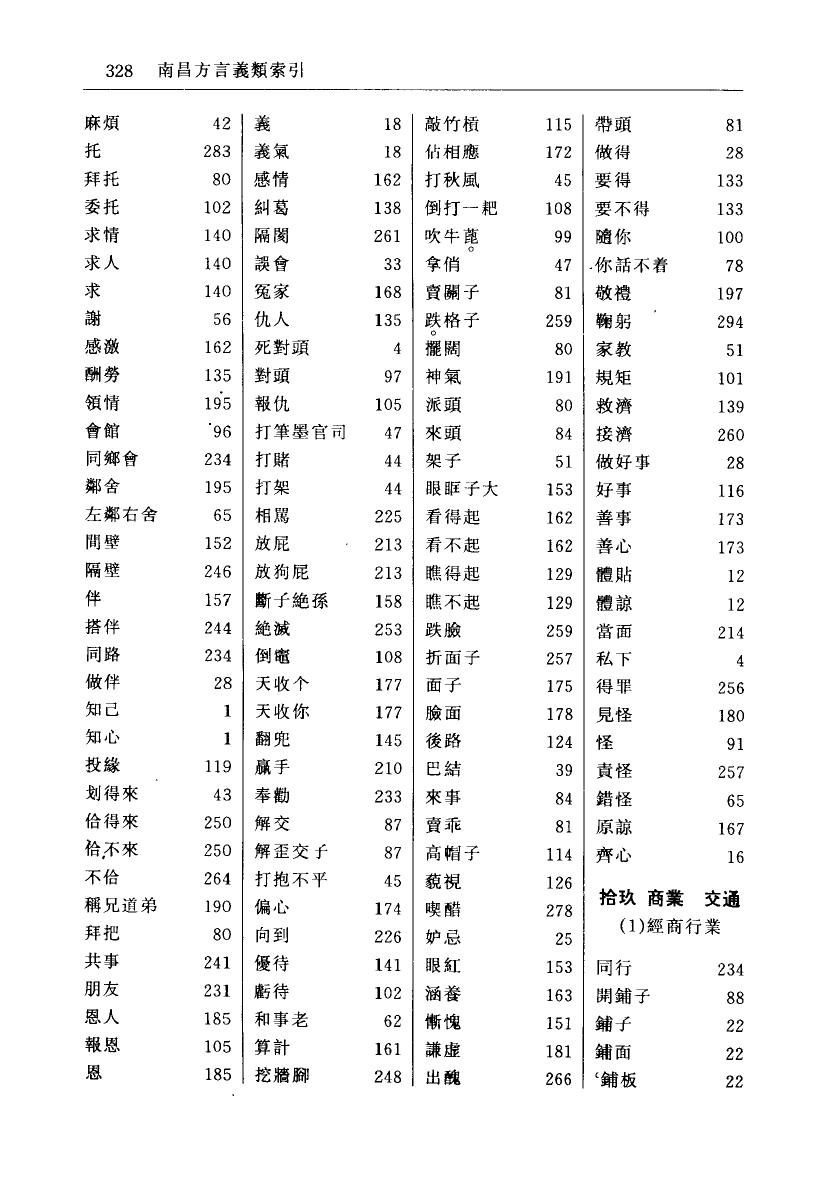 328 南昌方言義類索引
麻煩 42
托 283
拜托 80
委托 102
求情 140
求人 140
求 140
謝 56
感激 162
酬勞 135
領情 195
會館 96
同鄉會 234
鄰舍 195
左鄰右舍 65
間壁 152
隔壁 246
伴 157
搭伴 244
同路 234
做伴 28
知己 1
知心 1
投緣 119
划得來 43
佮得來 250
佮不來 250
不佮 264
稱兄道弟 190
拜把 80
共事 241
朋友 231
恩人 185
報恩 105
恩 185
義 18
義氣 18
感情 162
糾葛 138
隔閡 261
誤會 33
冤家 168
仇人 135
死對頭 4
對頭 97
報仇 105
打筆墨官司 47
打賭 44
打架 44
相罵 225
放屁 213
放狗屁 213
斷子絕孫 158
絕滅 253
倒竈 108
天收个 177
天收你 177
翻兜 145
贏手 210
奉勸 233
解交 87
解歪交子 87
打抱不平 45
偏心 174
向到 226
優待 141
虧待 102
和事老 62
算計 161
挖牆腳 248
敲竹槓 115
佔相應 172
打秋風 45
倒打一耙 108
吹牛蓖 99
拿俏 47
賣關子 81
跌格子 259
擺闊 80
神氣 191
派頭 80
來頭 84
架子 51
眼眶子大 153
看得起 162
看不起 162
瞧得起 129
瞧不起 129
跌臉 259
折面子 257
面子 175
臉面 178
後路 124
巴結 39
來事 84
賣乖 81
高帽子 114
藐視 126
喫醋 278
妒忌 25
眼紅 153
涵養 163
慚愧 151
謙虛 181
出醜 266
帶頭 81
做得 28
要得 133
要不得 133
隨你 100
你話不着 78
敬禮 197
鞠躬 294
家教 51
規矩 101
救濟 139
接濟 260
做好事 28
好事 116
善事 173
善心 173
體貼 12
體諒 12
當面 214
私下 4
得罪 256
見怪 180
怪 91
責怪 257
錯怪 65
原諒 167
齊心 16
拾玖 商業 交通
(1)經商行業
同行 234
開鋪子 88
鋪子 22
鋪面 22
鋪板 22